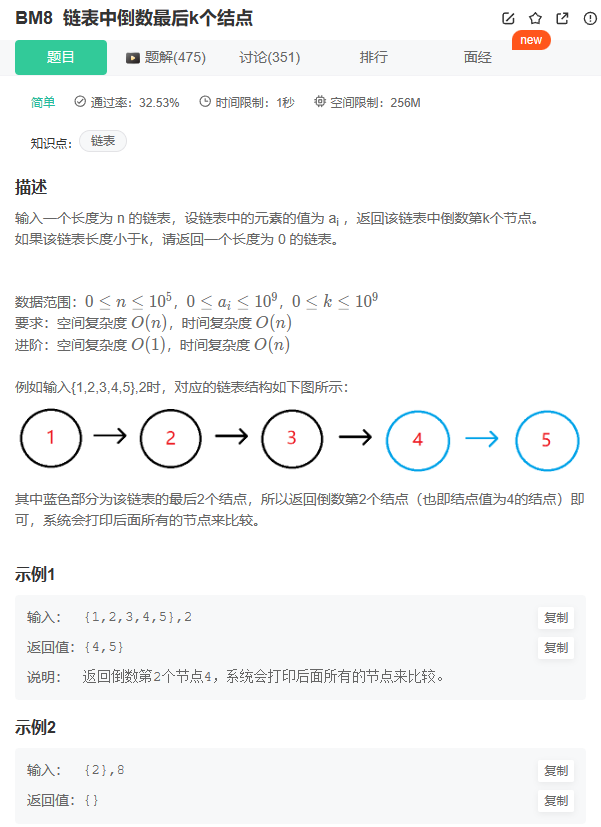 BM8 链表中倒数最后k个结点
new
题目 题解(475) 讨论(351) 排行 面经
简单 通过率：32.53% 时间限制：1秒 空间限制：256M
知识点： 链表
描述
输入一个长度为 n 的链表，设链表中的元素的值为 ai ，返回该链表中倒数第k个节点。
如果该链表长度小于k，请返回一个长度为 0 的链表。
数据范围：0 ≤ n ≤ 10^5，0 ≤ ai ≤ 10^9，0 ≤ k ≤ 10^9
要求：空间复杂度 O(n)，时间复杂度 O(n)
进阶：空间复杂度 O(1)，时间复杂度 O(n)
例如输入{1,2,3,4,5},2时，对应的链表结构如下图所示：
1 2 3 4 5
其中蓝色部分为该链表的最后2个结点，所以返回倒数第2个结点（也即结点值为4的结点）即
可，系统会打印后面所有的节点来比较。
示例1
输入： {1,2,3,4,5},2 复制
返回值：{4,5} 复制
说明： 返回倒数第2个节点4，系统会打印后面所有的节点来比较。
示例2
输入： {2},8 复制
返回值：{} 复制